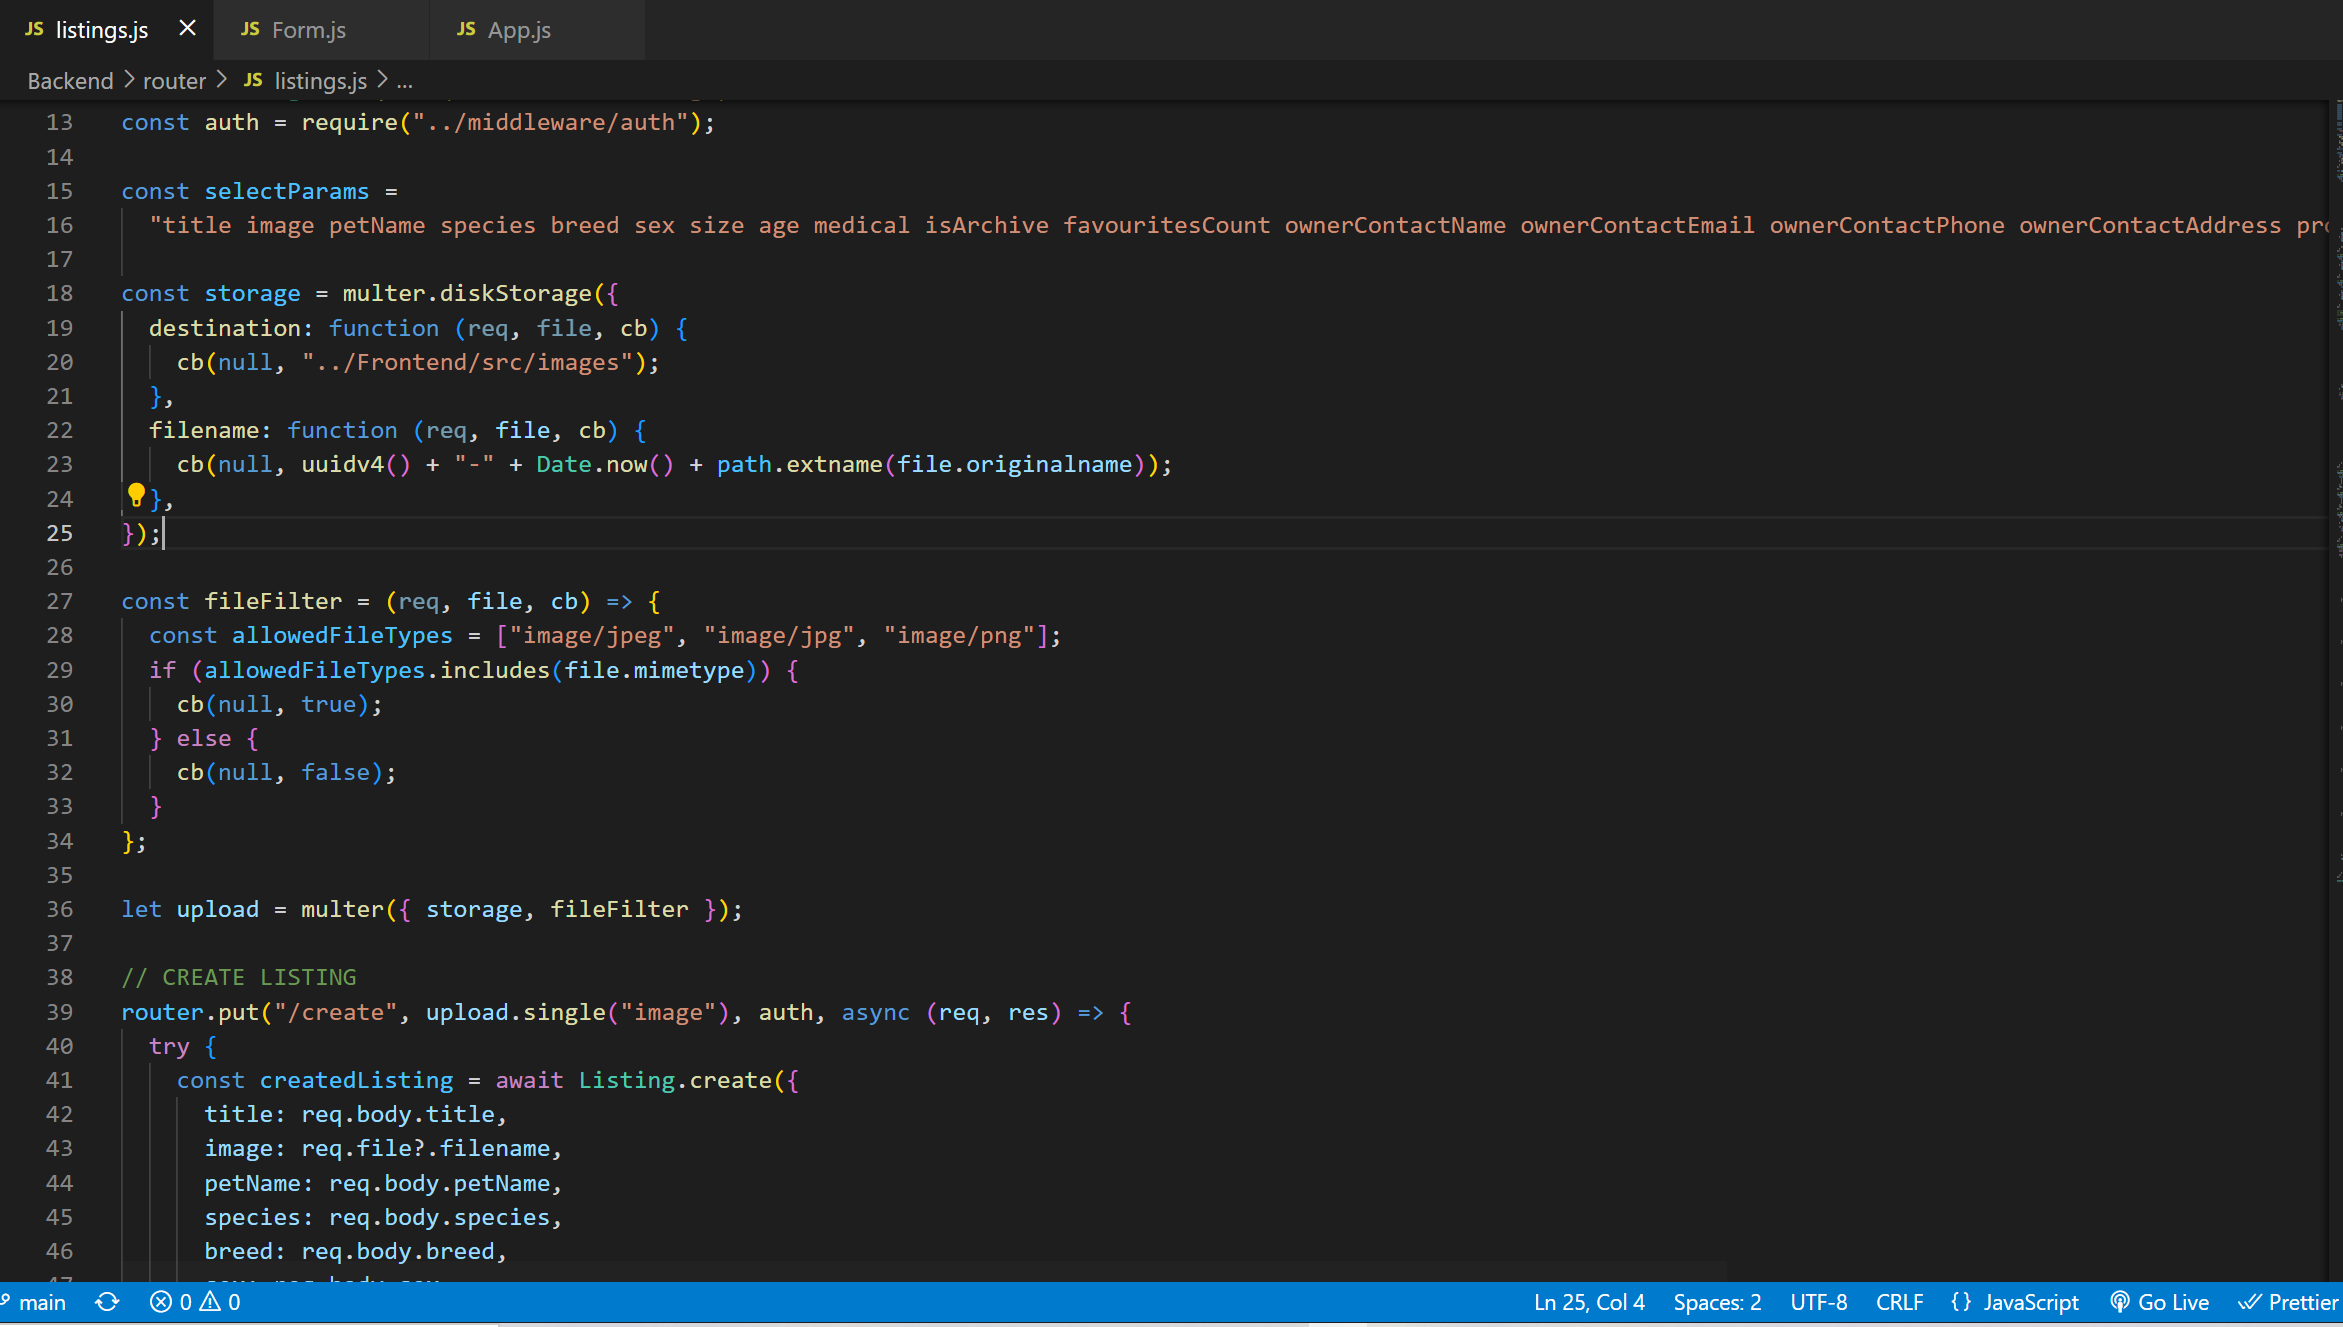 JS listings.js × JS Form.js JS App.js
Backend > router > JS listings.js > ...
13 const auth = require("../middleware/auth");
14
15 const selectParams =
16 "title image petName species breed sex size age medical isArchive favouritesCount ownerContactName ownerContactEmail ownerContactPhone ownerContactAddress
17
18 const storage = multer.diskStorage({
19 destination: function (req, file, cb) {
20 cb(null, "../Frontend/src/images");
21 },
22 filename: function (req, file, cb) {
23 cb(null, uuidv4() + "-" + Date.now() + path.extname(file.originalname));
24 },
25 });
26
27 const fileFilter = (req, file, cb) => {
28 const allowedFileTypes = ["image/jpeg", "image/jpg", "image/png"];
29 if (allowedFileTypes.includes(file.mimetype)) {
30 cb(null, true);
31 } else {
32 cb(null, false);
33 }
34 };
35
36 let upload = multer({ storage, fileFilter });
37
38 // CREATE LISTING
39 router.put("/create", upload.single("image"), auth, async (req, res) => {
40 try {
41 const createdListing = await Listing.create({
42 title: req.body.title,
43 image: req.file?.filename,
44 petName: req.body.petName,
45 species: req.body.species,
46 breed: req.body.breed,
main 0 0 Ln 25, Col 4 Spaces: 2 UTF-8 CRLF {} JavaScript Go Live Prettier